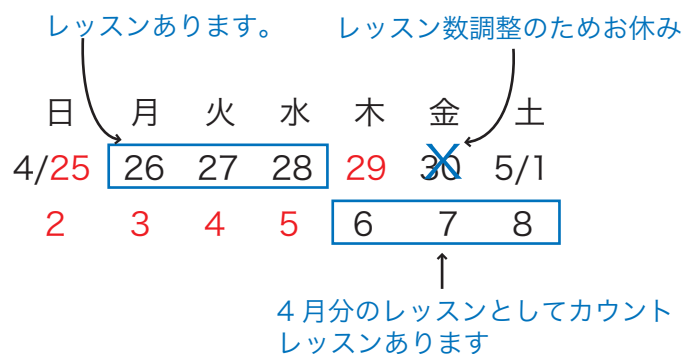 レッスンあります。
レッスン数調整のためお休み
日 月 火 水 木 金 土
4/25 26 27 28 29 30 5/1
2 3 4 5 6 7 8
4月分のレッスンとしてカウント
レッスンあります